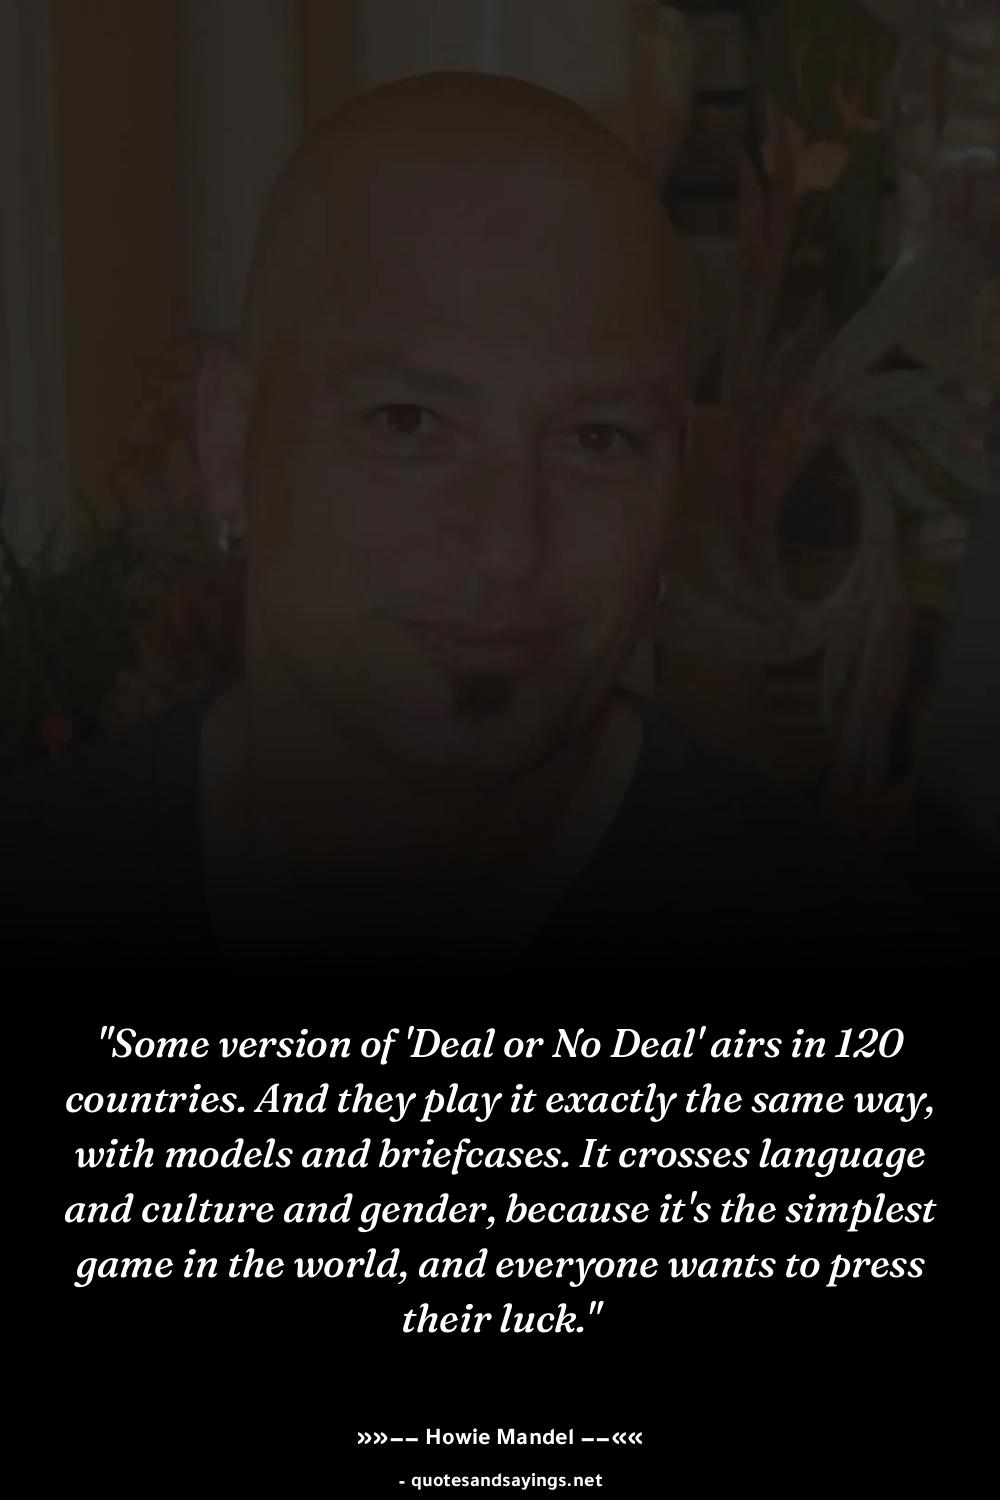 "Some version of 'Deal or No Deal' airs in 120
countries. And they play it exactly the same way,
with models and briefcases. It crosses language
and culture and gender, because it's the simplest
game in the world, and everyone wants to press
their luck."
»»–– Howie Mandel ––««
- quotesandsayings.net